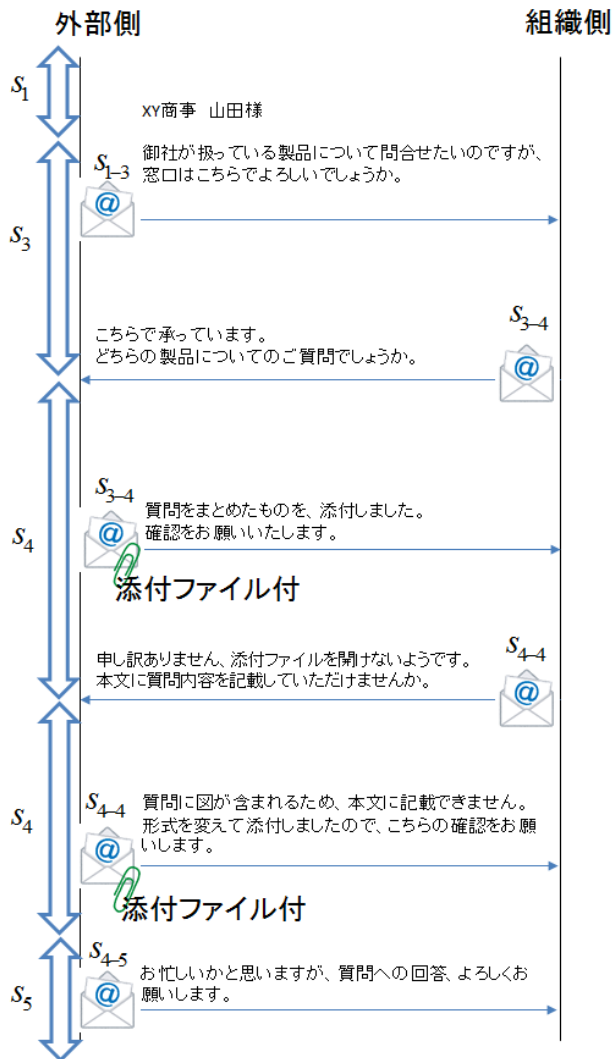 外部側
組織側
S1
XY商事　山田様
S1–3
御社が扱っている製品について問合せたいのですが、
窓口はこちらでよろしいでしょうか。
@
S3
S3–4
こちらで承っています。
どちらの製品についてのご質問でしょうか。
@
S3–4
質問をまとめたものを、添付しました。
確認をお願いいたします。
@
S4
添付ファイル付
S4–4
申し訳ありません、添付ファイルを開けないようです。
本文に質問内容を記載していただけませんか。
@
S4–4
質問に図が含まれるため、本文に記載できません。
形式を変えて添付しましたので、こちらの確認をお願
いします。
@
S4
添付ファイル付
S4–5
お忙しいかと思いますが、質問への回答、よろしくお
願いします。
@
S5